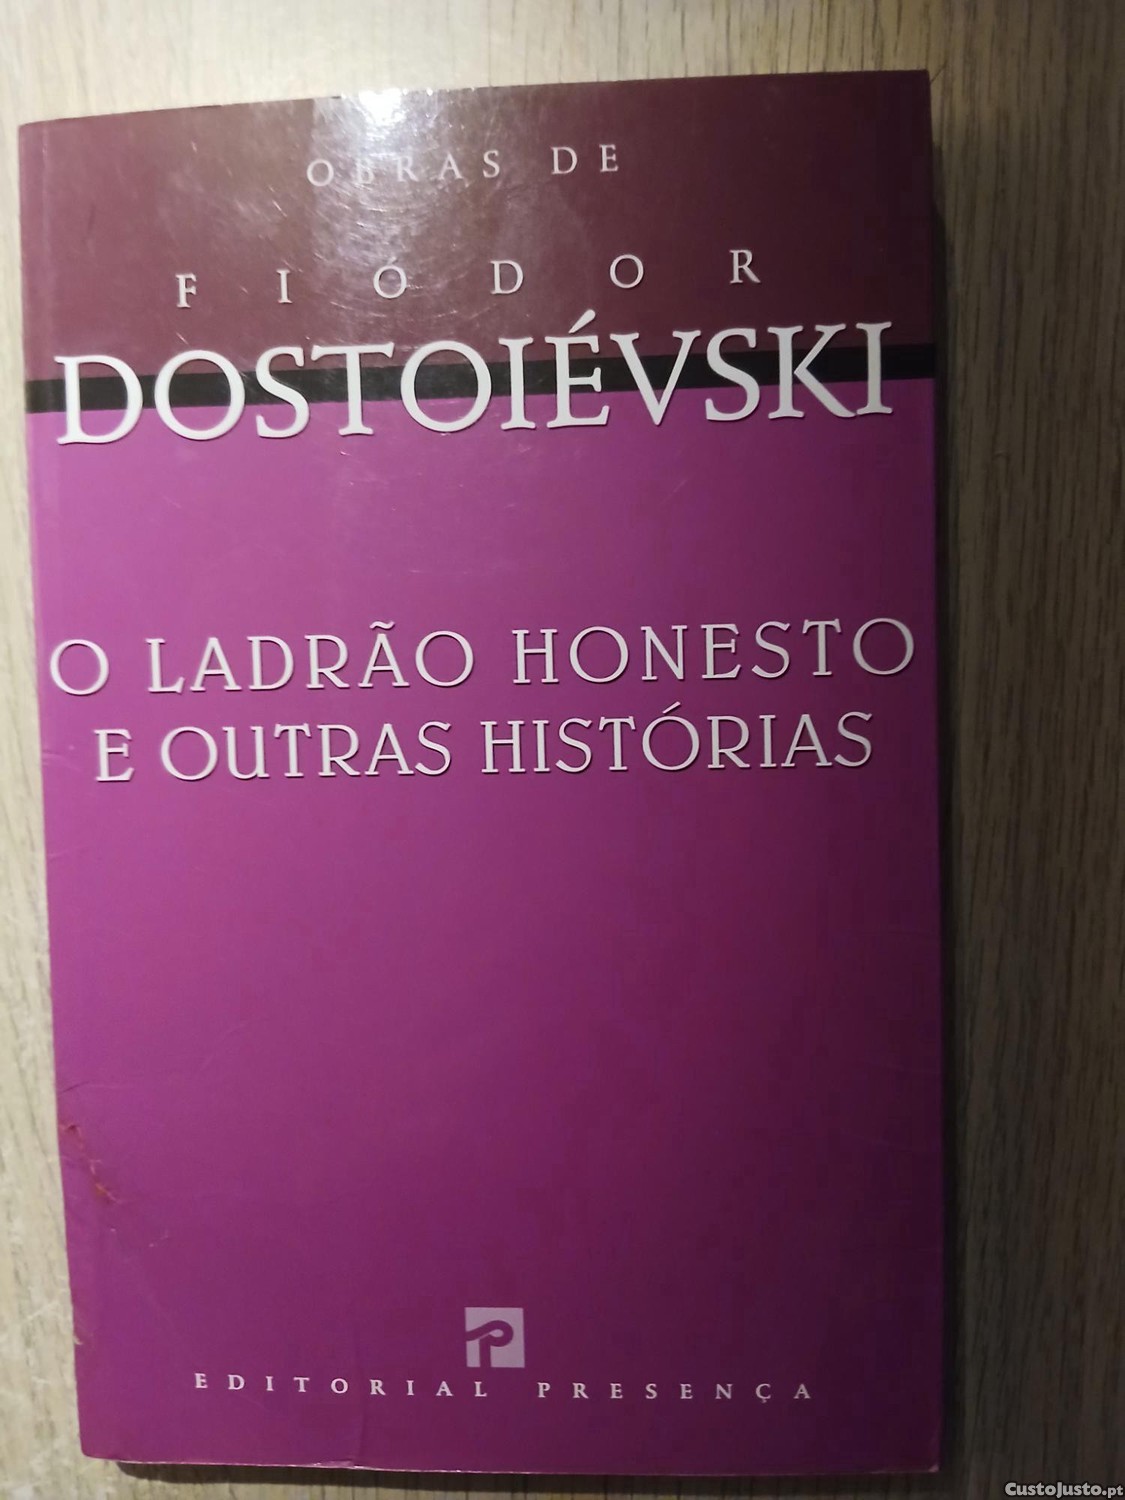 OBRAS DE
FIÓDOR
DOSTOIÉVSKI
O LADRÃO HONESTO
E OUTRAS HISTÓRIAS
EDITORIAL PRESENÇA
CustoJusto.pt